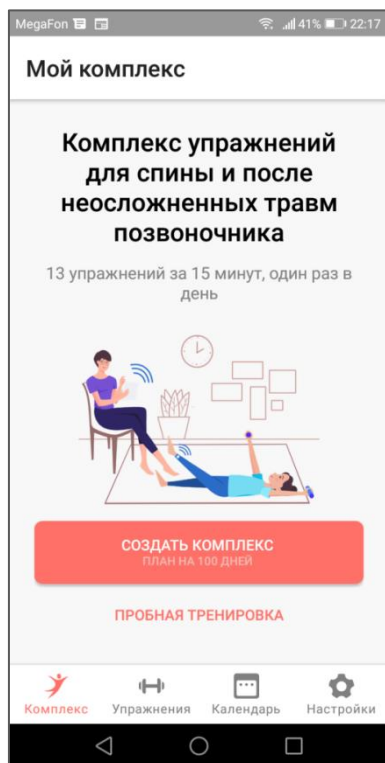 MegaFon 41% 22:17
Мой комплекс
Комплекс упражнений
для спины и после
неосложненных травм
позвоночника
13 упражнений за 15 минут, один раз в
день
СОЗДАТЬ КОМПЛЕКС
ПЛАН НА 100 ДНЕЙ
ПРОБНАЯ ТРЕНИРОВКА
Комплекс Упражнения Календарь Настройки